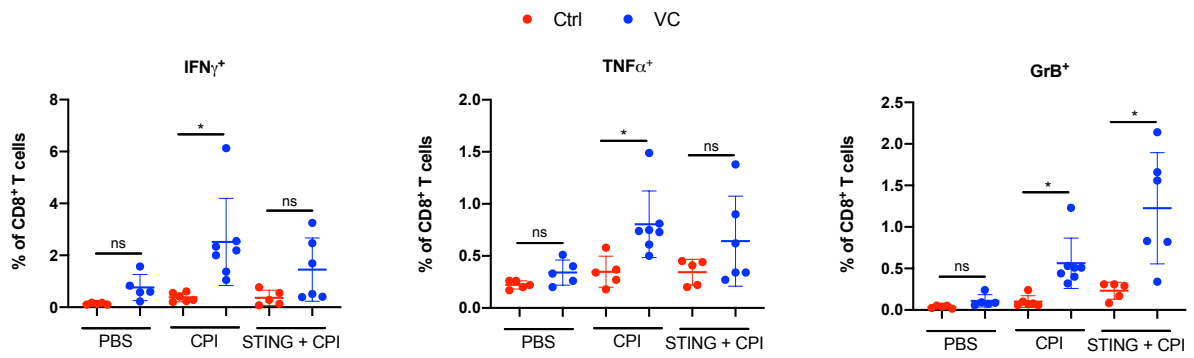 Ctrl VC
IFNγ⁺
% of CD8⁺ T cells
8
6
4
2
0
ns
*
ns
PBS CPI STING + CPI
TNFα⁺
% of CD8⁺ T cells
2.0
1.5
1.0
0.5
0.0
ns
*
ns
PBS CPI STING + CPI
GrB⁺
% of CD8⁺ T cells
2.5
2.0
1.5
1.0
0.5
0.0
ns
*
*
PBS CPI STING + CPI